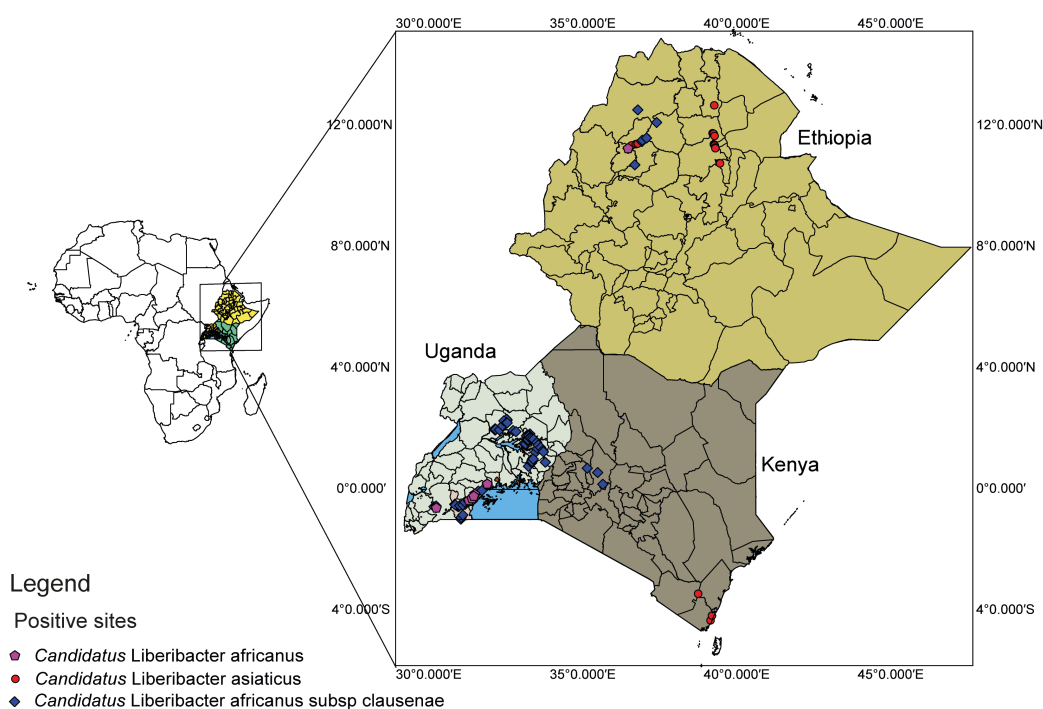 30°0.000′E 35°0.000′E 40°0.000′E 45°0.000′E
12°0.000′N 12°0.000′N
Ethiopia
8°0.000′N 8°0.000′N
Uganda
4°0.000′N 4°0.000′N
Kenya
0°0.000′ 0°0.000′
4°0.000′S 4°0.000′S
30°0.000′E 35°0.000′E 40°0.000′E 45°0.000′E
Legend
Positive sites
Candidatus Liberibacter africanus
Candidatus Liberibacter asiaticus
Candidatus Liberibacter africanus subsp clausenae